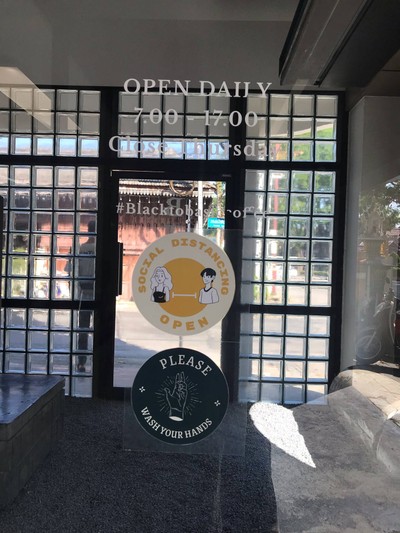 OPEN DAILY
7.00 - 17.00
Close Thursday
SOCIAL DISTANCING
OPEN
PLEASE
WASH YOUR HANDS